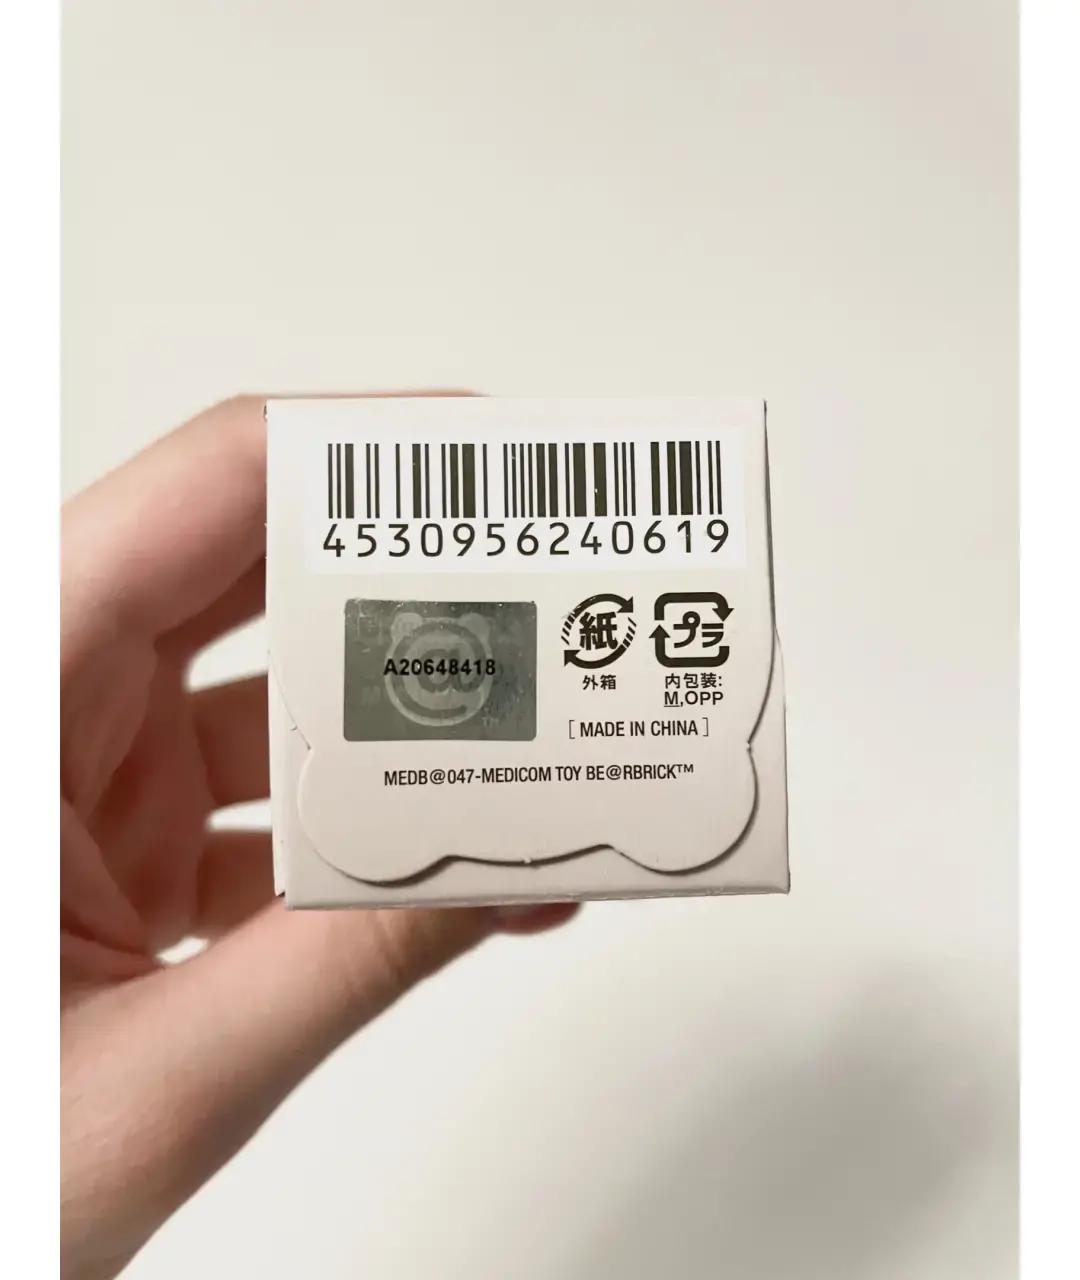 4530956240619
A20648418
@
TM
紙
プラ
外箱
内包装:
M,OPP
[MADE IN CHINA]
MEDB@047-MEDICOM TOY BE@RBRICK™